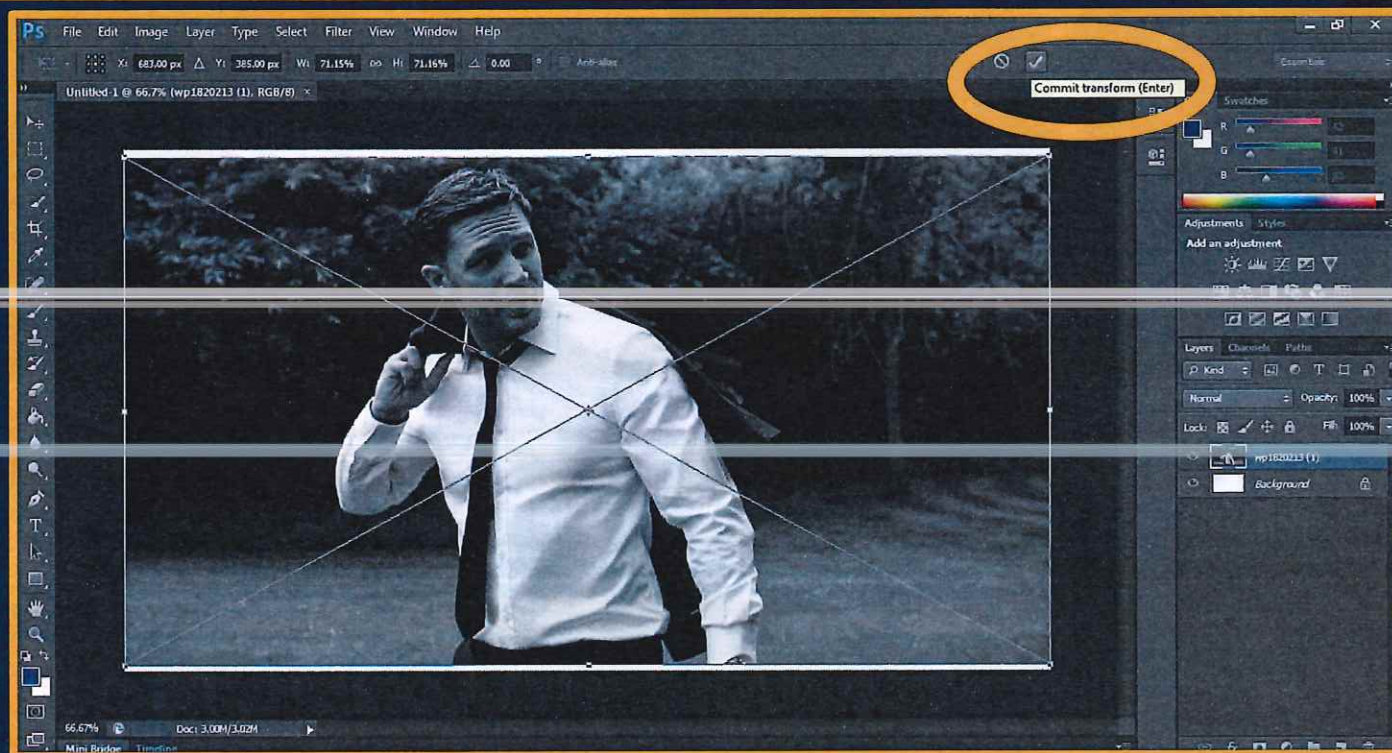 Ps File Edit Image Layer Type Select Filter View Window Help
X: 683.00 px Y: 385.00 px W: 71.15% H: 71.16% 0.00 ° Anti-alias
Essentials
Commit transform (Enter)
Untitled-1 @ 66.7% (wp1820213 (1), RGB/8) ×
Swatches
R
G
B
Adjustments Styles
Add an adjustment
Layers Channels Paths
Kind
Normal Opacity: 100%
Lock: Fill: 100%
wp1820213 (1)
Background
66.67% Doc: 3.00M/3.02M
Mini Bridge Timeline
fx